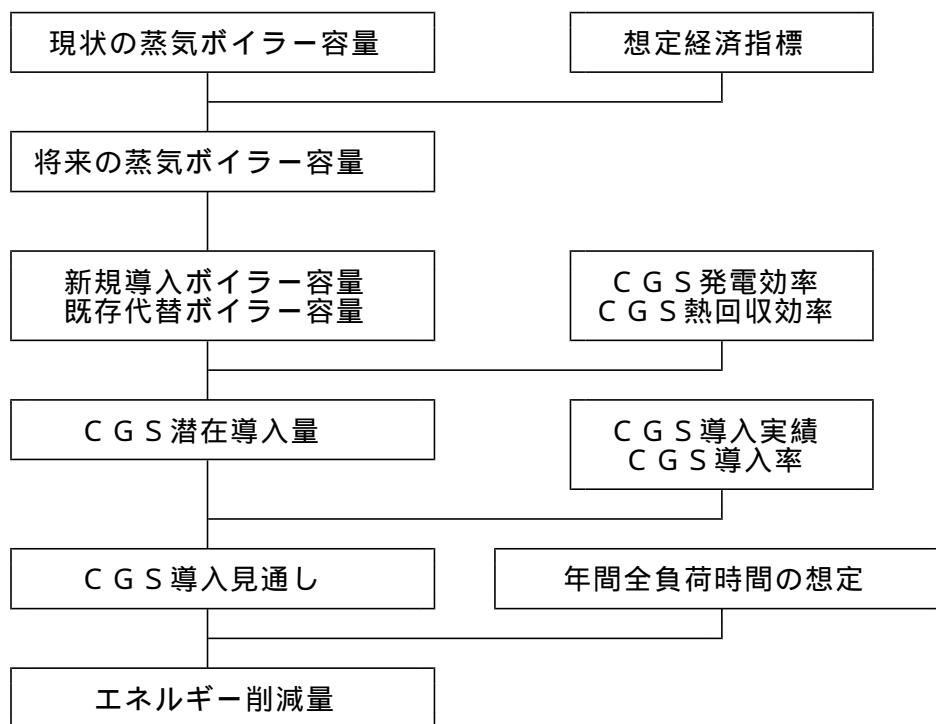 現状の蒸気ボイラー容量
想定経済指標
将来の蒸気ボイラー容量
新規導入ボイラー容量
既存代替ボイラー容量
ＣＧＳ発電効率
ＣＧＳ熱回収効率
ＣＧＳ潜在導入量
ＣＧＳ導入実績
ＣＧＳ導入率
ＣＧＳ導入見通し
年間全負荷時間の想定
エネルギー削減量